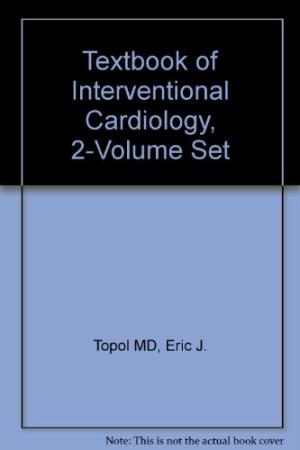 Textbook of
Interventional
Cardiology,
2-Volume Set
Topol MD, Eric J.
Note: This is not the actual book cover